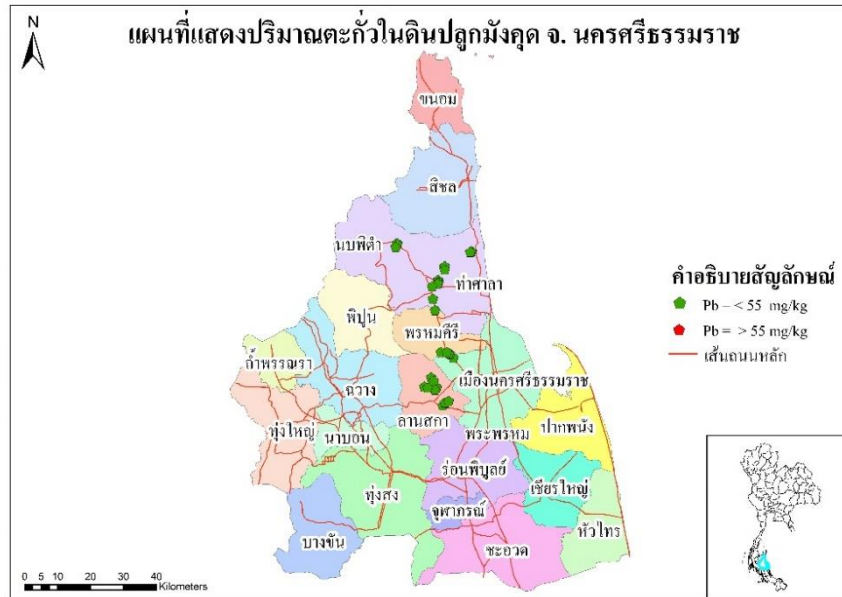 แผนที่แสดงปริมาณตะกั่วในดินปลูกมังคุด จ. นครศรีธรรมราช
N
ขนอม
สิชล
นบพิตำ
ท่าศาลา
พิปูน
พรหมคีรี
ถ้ำพรรณรา
ฉวาง
เมืองนครศรีธรรมราช
ลานสกา
ปากพนัง
ทุ่งใหญ่
นาบอน
พระพรหม
ร่อนพิบูลย์
ทุ่งสง
เชียรใหญ่
จุฬาภรณ์
หัวไทร
บางขัน
ชะอวด
คำอธิบายสัญลักษณ์
Pb = < 55 mg/kg
Pb = > 55 mg/kg
เส้นถนนหลัก
0 5 10 20 30 40 Kilometers